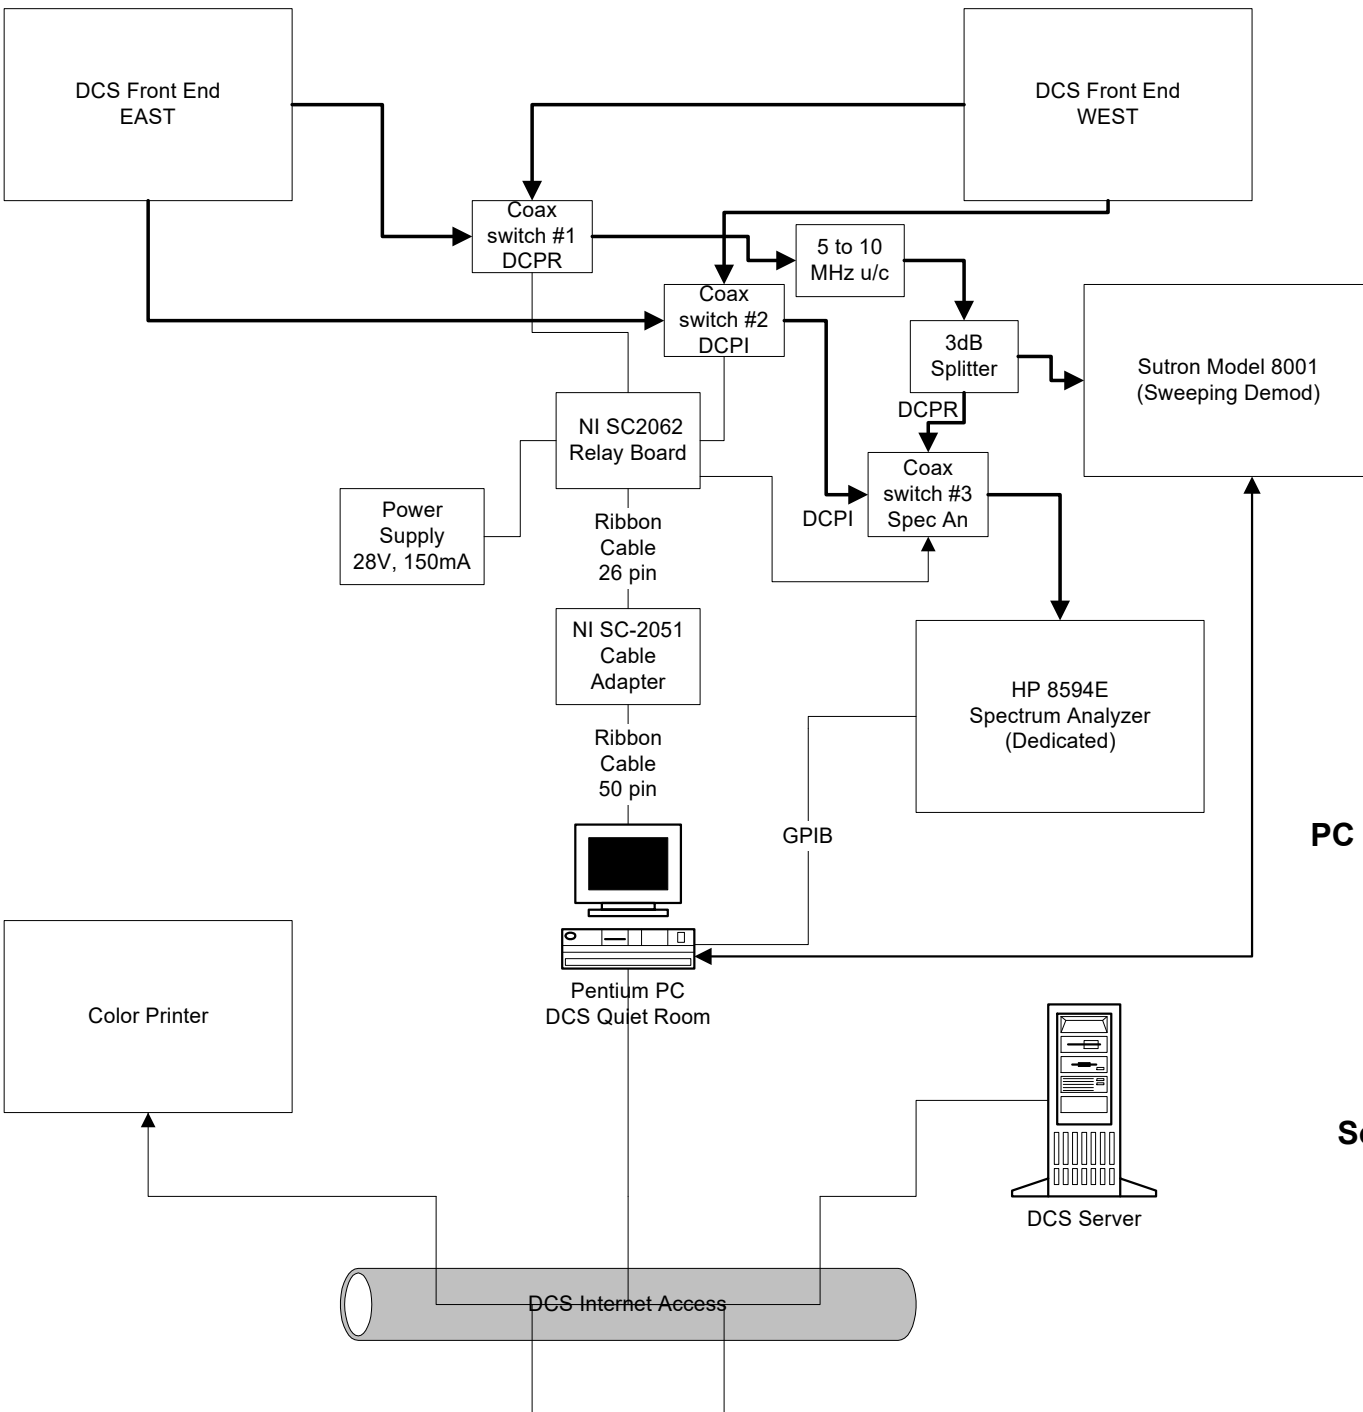 DCS Front End
EAST
DCS Front End
WEST
Coax
switch #1
DCPR
5 to 10
MHz u/c
Coax
switch #2
DCPI
3dB
Splitter
Sutron Model 8001
(Sweeping Demod)
DCPR
NI SC2062
Relay Board
Coax
switch #3
Spec An
DCPI
Power
Supply
28V, 150mA
Ribbon
Cable
26 pin
NI SC-2051
Cable
Adapter
HP 8594E
Spectrum Analyzer
(Dedicated)
Ribbon
Cable
50 pin
GPIB
PC
Pentium PC
DCS Quiet Room
Color Printer
DCS Server
DCS Internet Access